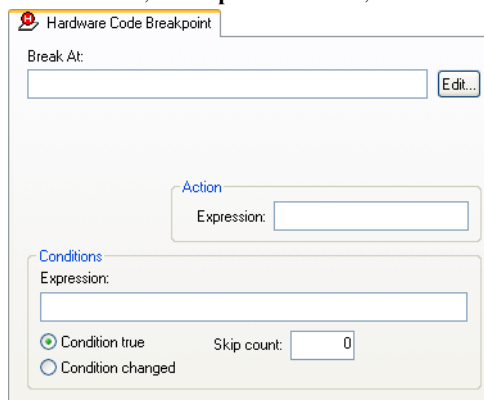 Hardware Code Breakpoint
Break At:
Edit...
Action
Expression:
Conditions
Expression:
Condition true
Skip count: 0
Condition changed